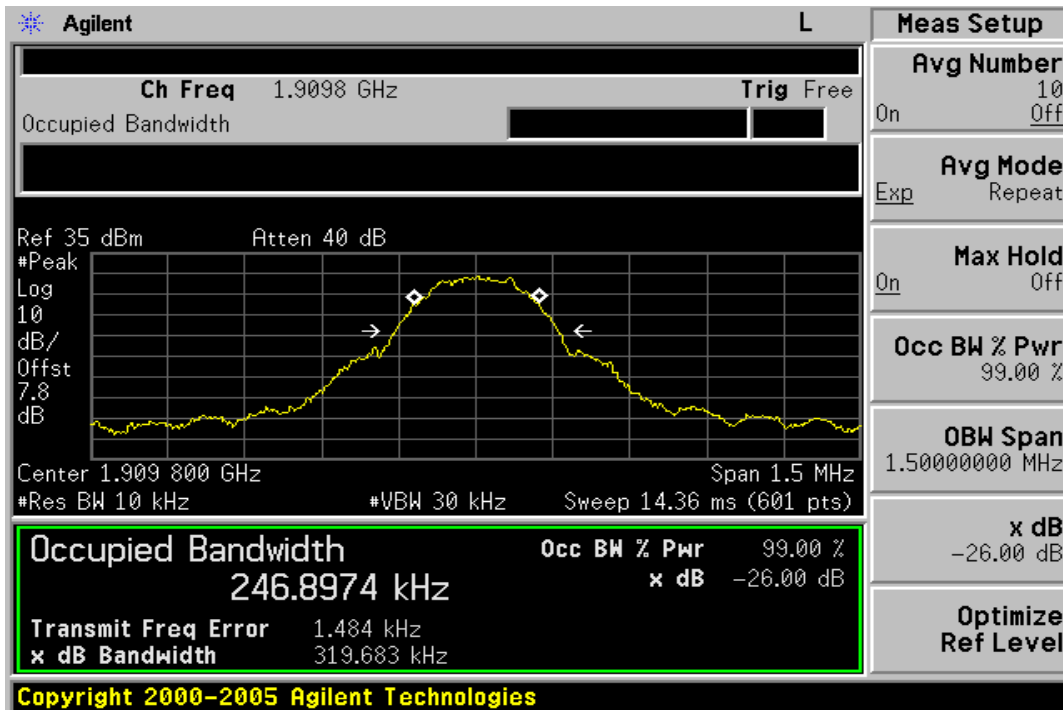 Agilent L
Ch Freq 1.9098 GHz Trig Free
Occupied Bandwidth
Ref 35 dBm Atten 40 dB
#Peak
Log
10
dB/
Offst
7.8
dB
Center 1.909 800 GHz Span 1.5 MHz
#Res BW 10 kHz #VBW 30 kHz Sweep 14.36 ms (601 pts)
Occupied Bandwidth Occ BW % Pwr 99.00 %
246.8974 kHz x dB -26.00 dB
Transmit Freq Error 1.484 kHz
x dB Bandwidth 319.683 kHz
Copyright 2000-2005 Agilent Technologies
Meas Setup
Avg Number
10
On Off
Avg Mode
Exp Repeat
Max Hold
On Off
Occ BW % Pwr
99.00 %
OBW Span
1.50000000 MHz
x dB
-26.00 dB
Optimize
Ref Level